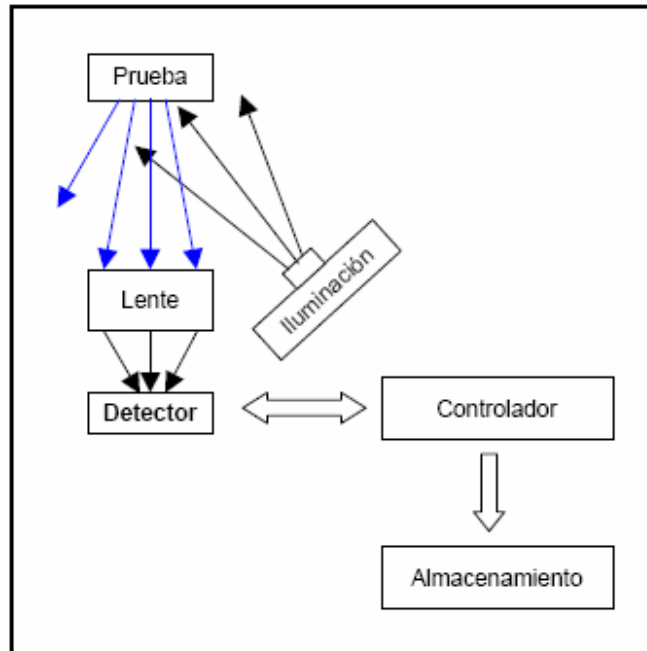 Prueba
Iluminación
Lente
Detector
Controlador
Almacenamiento